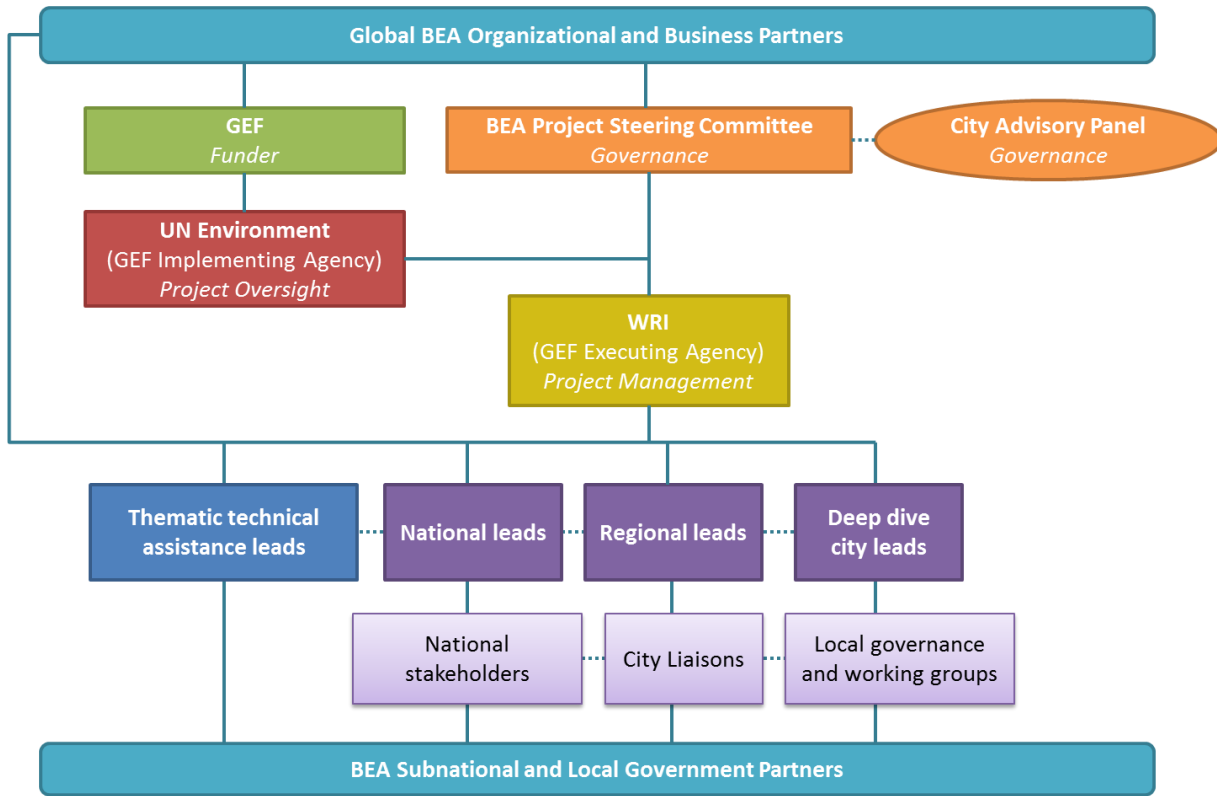 Global BEA Organizational and Business Partners
GEF
Funder
BEA Project Steering Committee
Governance
City Advisory Panel
Governance
UN Environment
(GEF Implementing Agency)
Project Oversight
WRI
(GEF Executing Agency)
Project Management
Thematic technical
assistance leads
National leads
Regional leads
Deep dive
city leads
National
stakeholders
City Liaisons
Local governance
and working groups
BEA Subnational and Local Government Partners